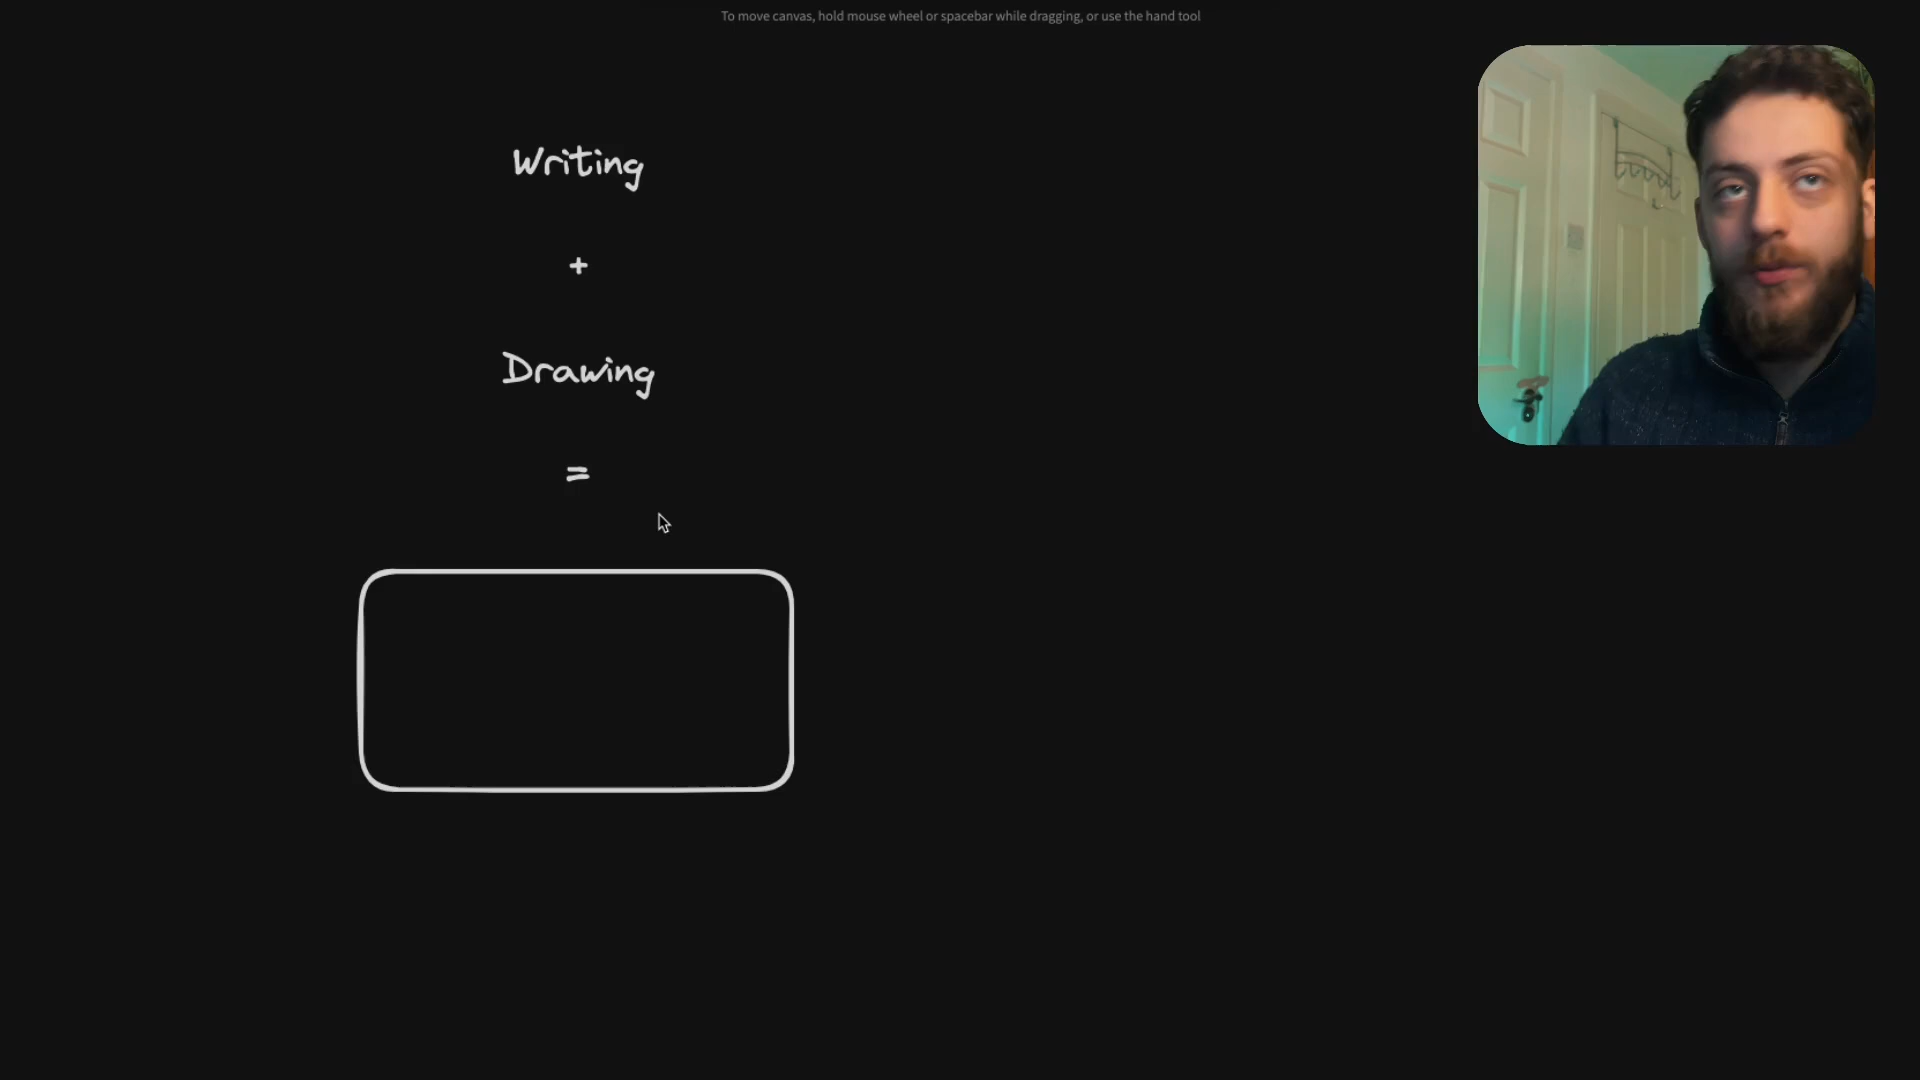 To move canvas, hold mouse wheel or spacebar while dragging, or use the hand tool
Writing
+
Drawing
=